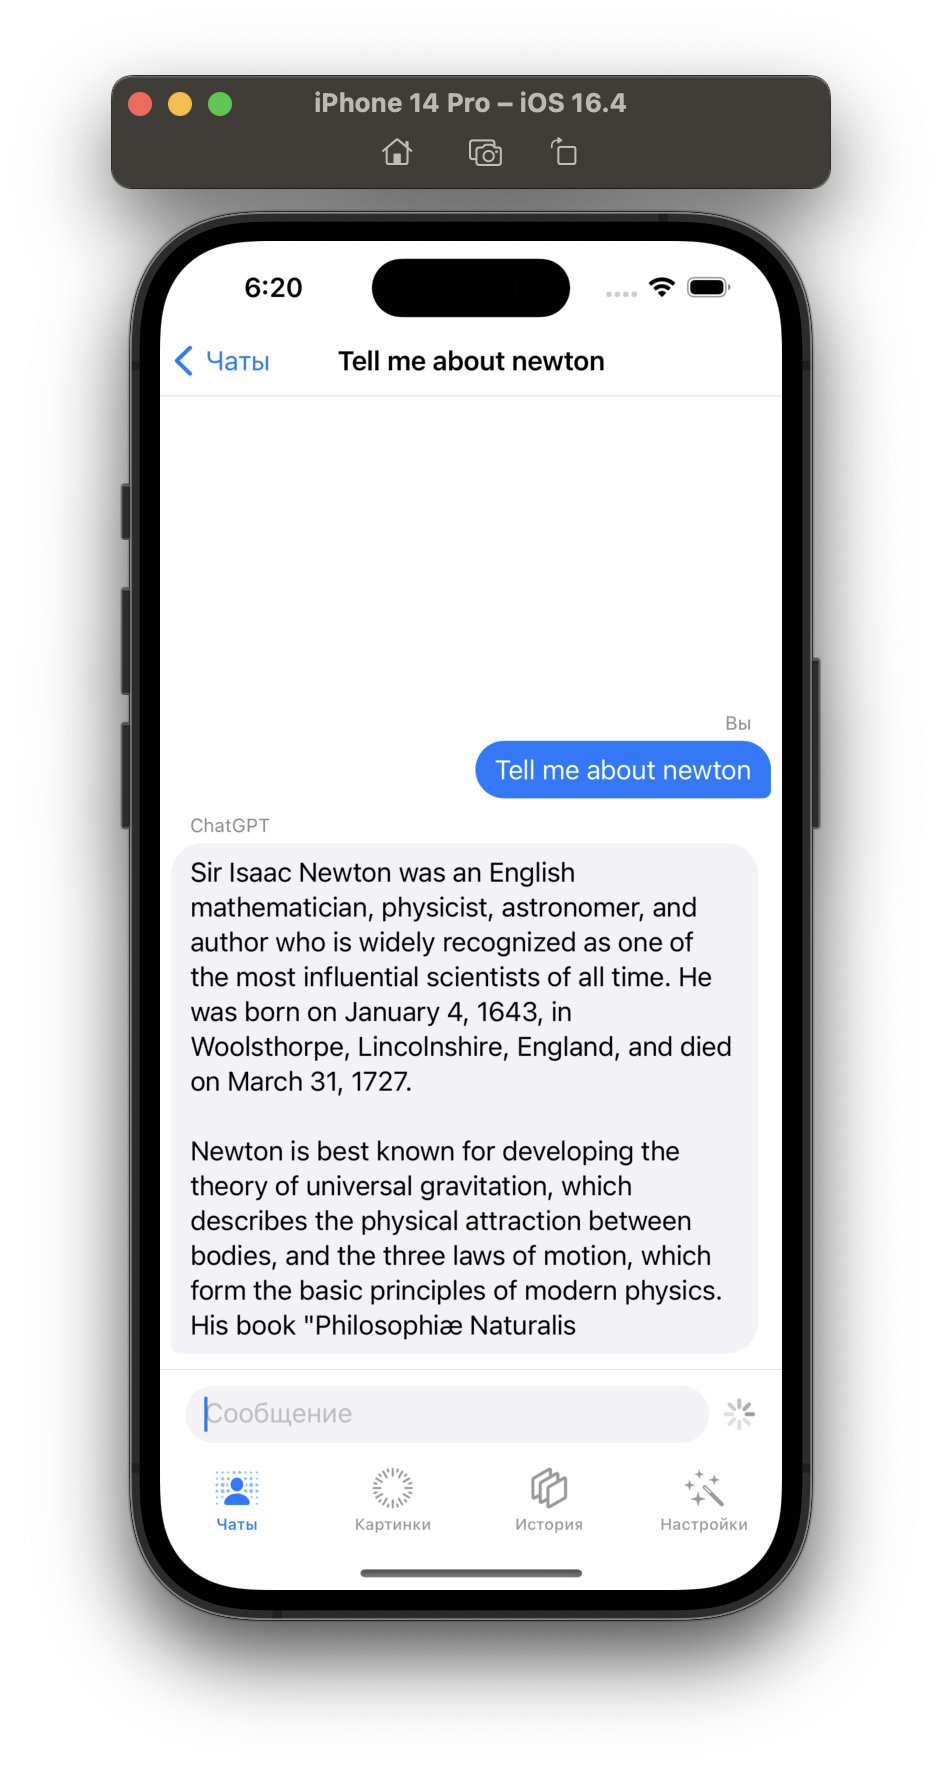 iPhone 14 Pro – iOS 16.4
6:20
Чаты
Tell me about newton
Вы
Tell me about newton
ChatGPT
Sir Isaac Newton was an English
mathematician, physicist, astronomer, and
author who is widely recognized as one of
the most influential scientists of all time. He
was born on January 4, 1643, in
Woolsthorpe, Lincolnshire, England, and died
on March 31, 1727.
Newton is best known for developing the
theory of universal gravitation, which
describes the physical attraction between
bodies, and the three laws of motion, which
form the basic principles of modern physics.
His book "Philosophiæ Naturalis
Сообщение
Чаты
Картинки
История
Настройки